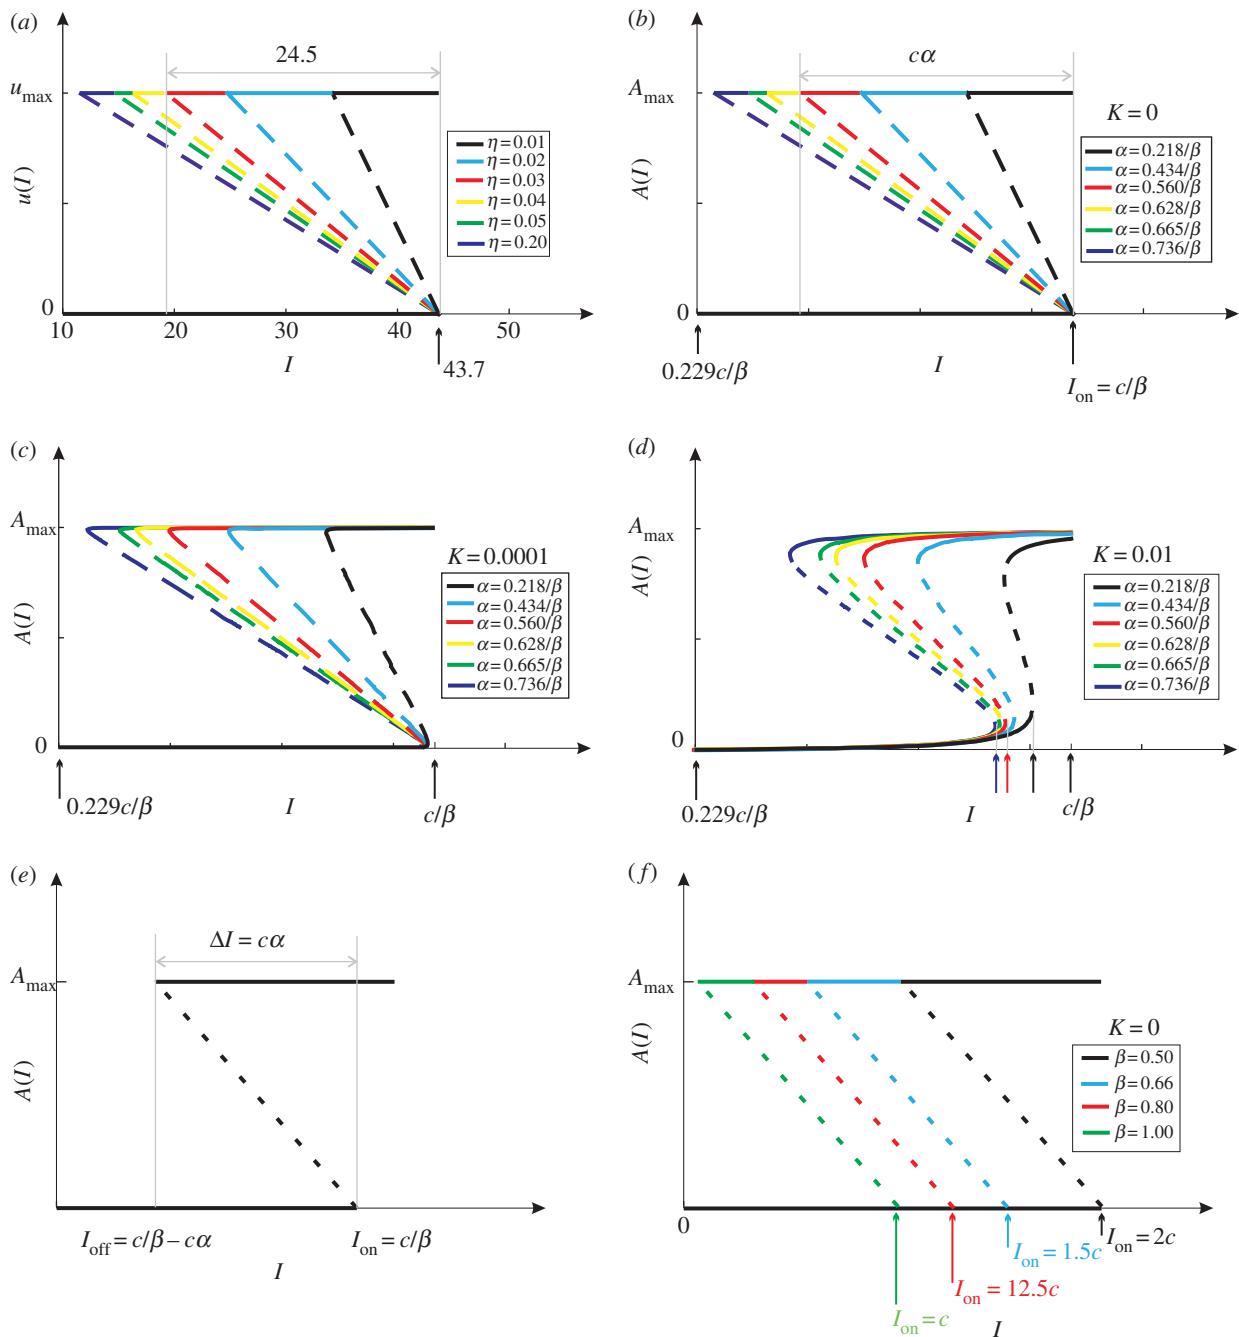 (a)
24.5
u_max
u(I)
0
η=0.01
η=0.02
η=0.03
η=0.04
η=0.05
η=0.20
10 20 30 40 50
I
43.7
(b)
cα
A_max
A(I)
K=0
α=0.218/β
α=0.434/β
α=0.560/β
α=0.628/β
α=0.665/β
α=0.736/β
0.229c/β
I
I_on=c/β
(c)
A_max
A(I)
0
K=0.0001
α=0.218/β
α=0.434/β
α=0.560/β
α=0.628/β
α=0.665/β
α=0.736/β
0.229c/β
I
c/β
(d)
A_max
A(I)
0
K=0.01
α=0.218/β
α=0.434/β
α=0.560/β
α=0.628/β
α=0.665/β
α=0.736/β
0.229c/β
I
c/β
(e)
ΔI=cα
A_max
A(I)
I_off=c/β–cα
I_on=c/β
I
(f)
A_max
A(I)
K=0
β=0.50
β=0.66
β=0.80
β=1.00
0
I_on=2c
I_on=1.5c
I_on=12.5c
I_on=c
I